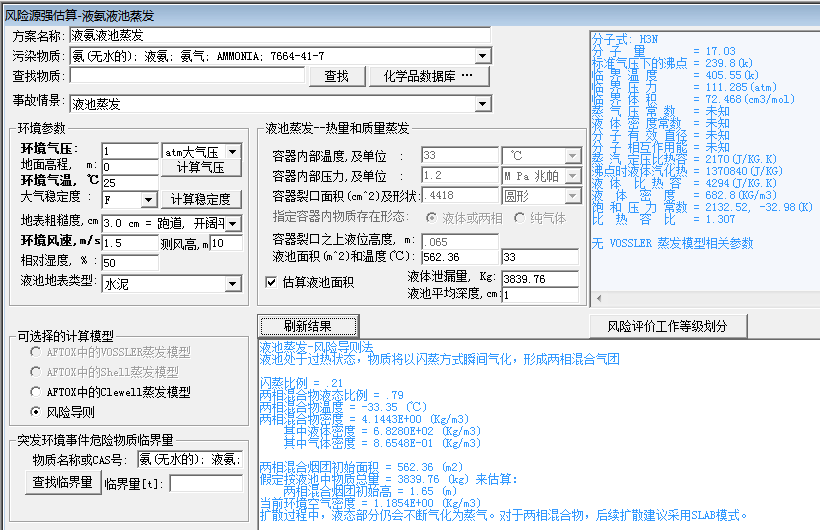 风险源强估算-液氨液池蒸发
方案名称: 液氨液池蒸发
污染物质: 氨(无水的); 液氨; 氨气; AMMONIA; 7664-41-7
查找物质: 查找 化学品数据库 …
事故情景: 液池蒸发
环境参数
环境气压: 1 atm大气压
地面高程, m: 0 计算气压
环境气温, ℃ 25
大气稳定度 : F 计算稳定度
地表粗糙度, cm 3.0 cm = 跑道, 开阔平
环境风速, m/s 1.5 测风高, m 10
相对湿度, % : 50
液池地表类型: 水泥
可选择的计算模型
AFTOX中的VOSSLER蒸发模型
AFTOX中的Shell蒸发模型
AFTOX中的Clewell蒸发模型
风险导则
突发环境事件危险物质临界量
物质名称或CAS号: 氨(无水的); 液氨;
查找临界量 临界量[t]:
液池蒸发--热量和质量蒸发
容器内部温度, 及单位 : 33 ℃
容器内部压力, 及单位 : 1.2 M Pa 兆帕
容器裂口面积(cm^2)及形状: .4418 圆形
指定容器内物质存在形态: 液体或两相 纯气体
容器裂口之上液位高度, m: .065
液池面积(m^2)和温度(℃): 562.36 33
估算液池面积 液体泄漏量, Kg: 3839.76
液池平均深度, cm: 1
刷新结果 风险评价工作等级划分
分子式: H3N
分 子 量 = 17.03
标准气压下的沸点 = 239.8(k)
临 界 温 度 = 405.55(k)
临 界 压 力 = 111.285(atm)
临 界 体 积 = 72.468(cm3/mol)
蒸 气 压 常 数 = 未知
液 体 密 度常数 = 未知
分 子 有 效 直径 = 未知
分 子 相互作用能 = 未知
蒸 汽 定压比热容 = 2170(J/KG.K)
沸点时液体汽化热 = 1370840(J/KG)
液 体 比 热 容 = 4294(J/KG.K)
液 体 密 度 = 682.8(KG/m3)
饱 和 压 力 常数 = 2132.52, -32.98(K)
比 热 容 比 = 1.307
无 VOSSLER 蒸发模型相关参数
液池蒸发-风险导则法
液池处于过热状态, 物质将以闪蒸方式瞬间气化, 形成两相混合气团
闪蒸比例 = .21
两相混合物液态比例 = .79
两相混合物温度 = -33.35 (℃)
两相混合物密度 = 4.1443E+00 (Kg/m3)
其中液体密度 = 6.8280E+02 (Kg/m3)
其中气体密度 = 8.6548E-01 (Kg/m3)
两相混合烟团初始面积 = 562.36 (m2)
假定按液池中物质总量 = 3839.76 (kg) 来估算:
两相混合烟团初始高 = 1.65 (m)
当前环境空气密度 = 1.1854E+00 (Kg/m3)
扩散过程中, 液态部分仍会不断气化为蒸气。对于两相混合物, 后续扩散建议采用SLAB模式。